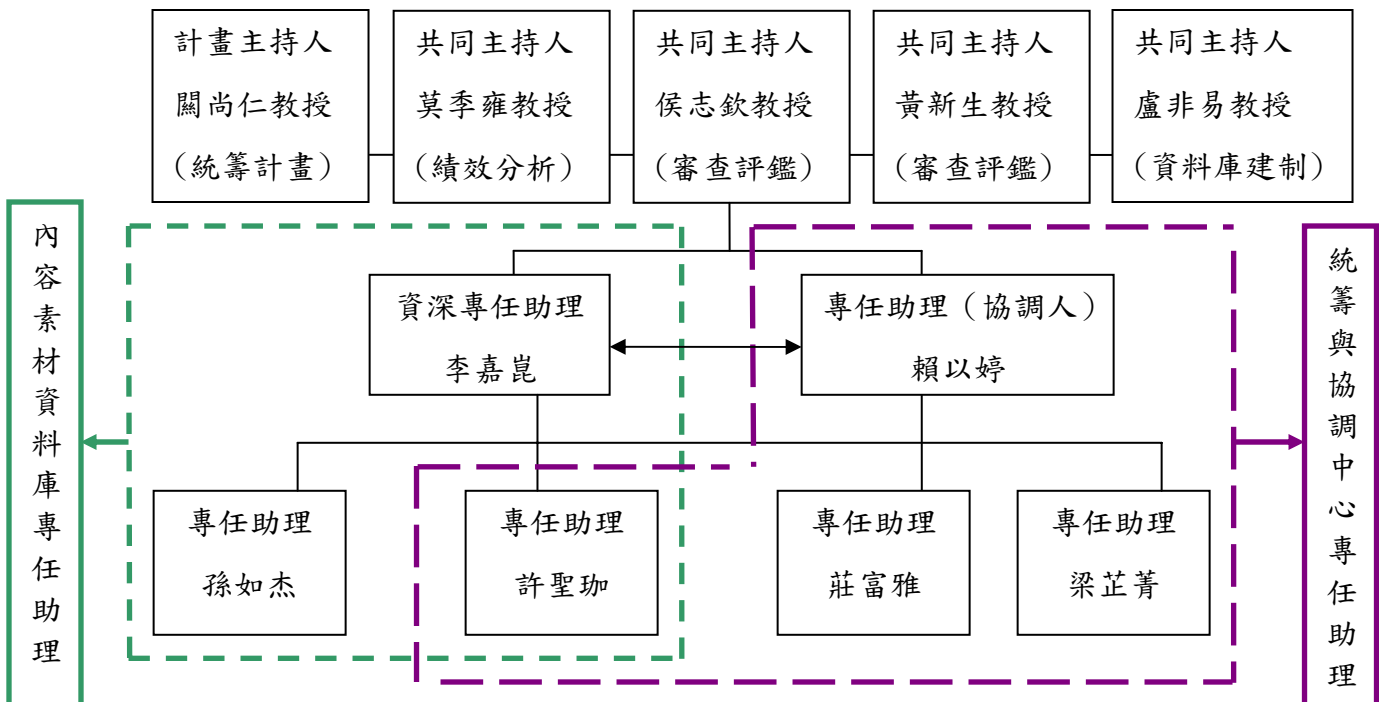 計畫主持人
關尚仁教授
(統籌計畫)
共同主持人
莫季雍教授
(績效分析)
共同主持人
侯志欽教授
(審查評鑑)
共同主持人
黃新生教授
(審查評鑑)
共同主持人
盧非易教授
(資料庫建制)
內容素材資料庫專任助理
資深專任助理
李嘉崑
專任助理（協調人）
賴以婷
統籌與協調中心專任助理
專任助理
孫如杰
專任助理
許聖珈
專任助理
莊富雅
專任助理
梁芷菁